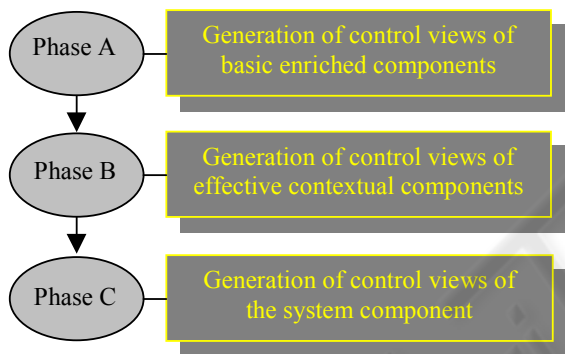 Phase A
Generation of control views of
basic enriched components
Phase B
Generation of control views of
effective contextual components
Phase C
Generation of control views of
the system component